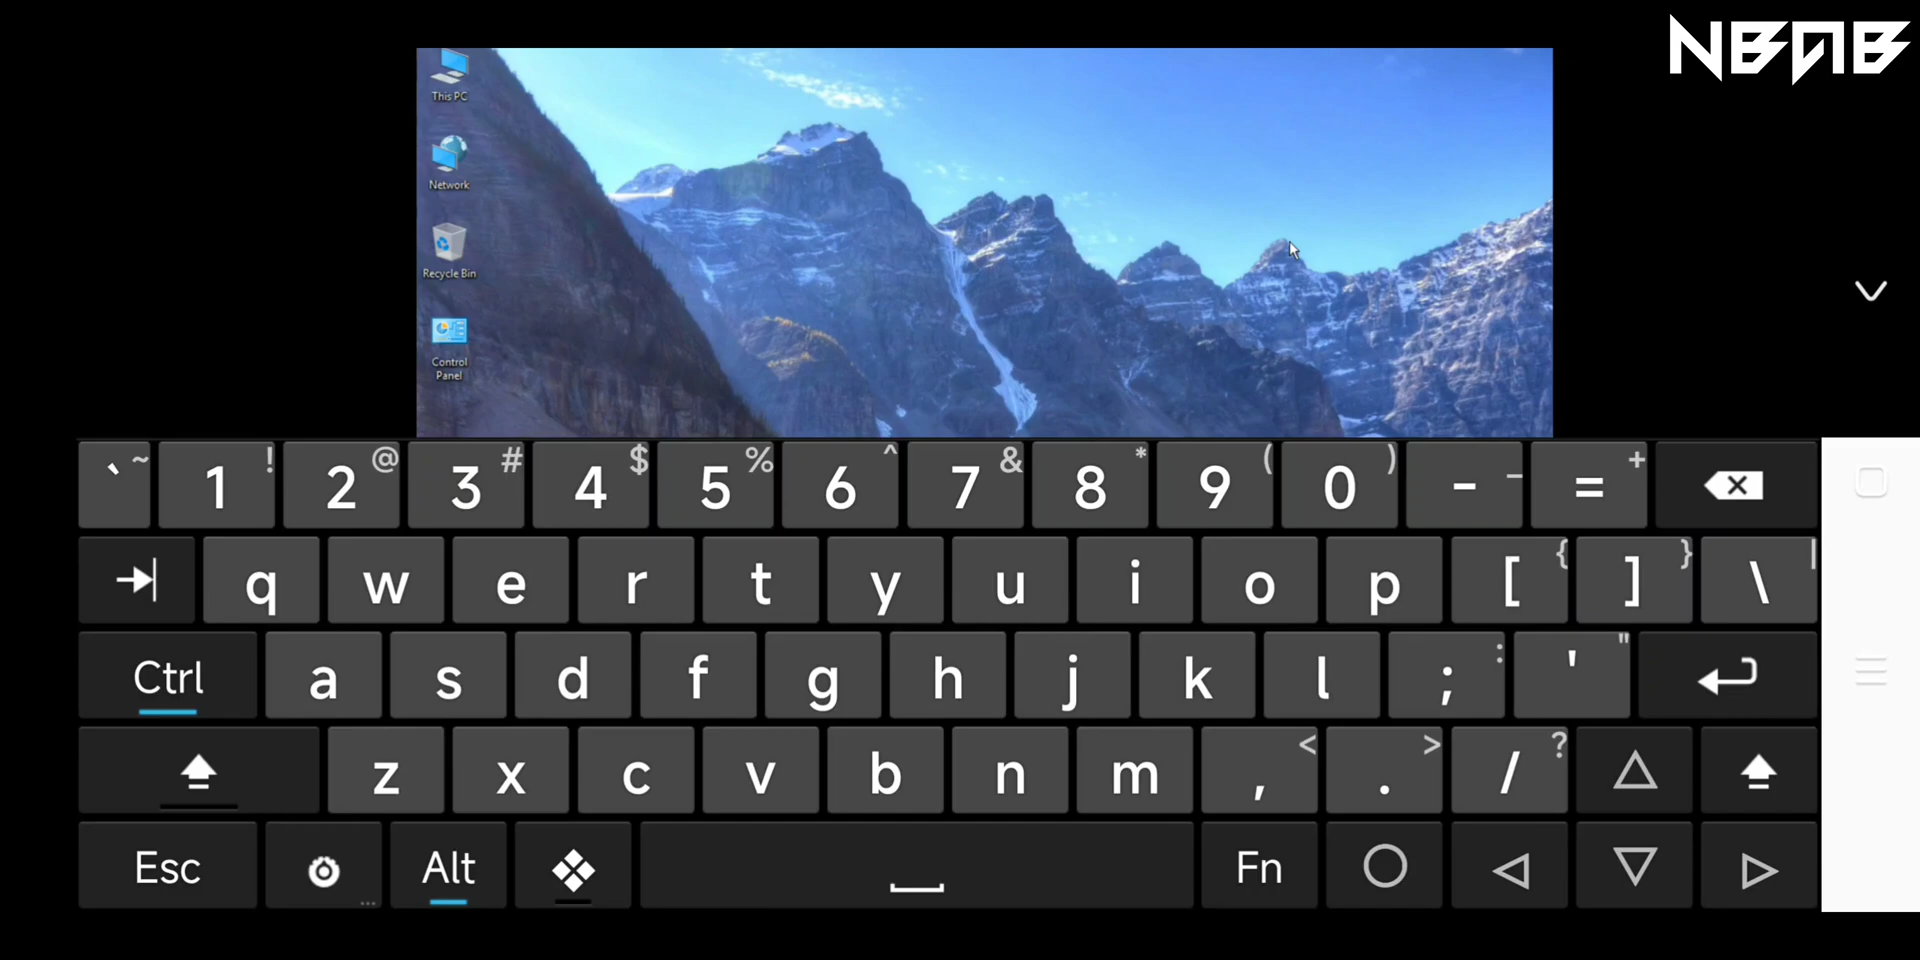 NBAB
This PC
Network
Recycle Bin
Control
Panel
` ~ 1 ! 2 @ 3 # 4 $ 5 % 6 ^ 7 & 8 * 9 ( 0 ) - _ = +
q w e r t y u i o p [ { ] } \ |
Ctrl a s d f g h j k l ; : ' "
z x c v b n m , < . > / ?
Esc ... Alt Fn